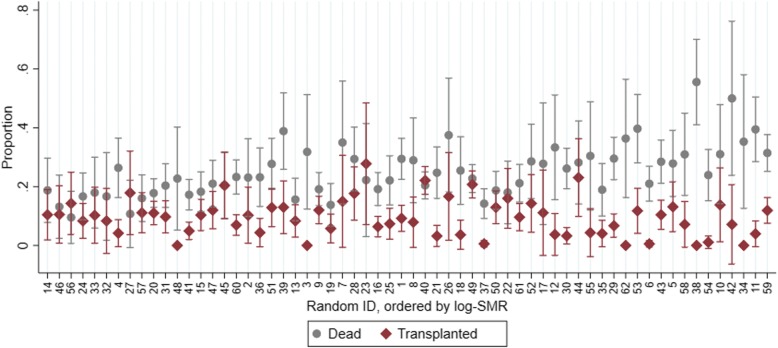 .8
.6
.4
.2
0
Proportion
14 46 56 24 33 32 4 27 57 20 31 48 41 15 47 45 60 2 36 51 39 13 3 9 19 7 28 23 16 25 1 8 40 21 26 18 49 37 50 22 61 52 17 12 30 44 55 35 29 62 53 6 43 5 58 38 54 10 42 34 11 59
Random ID, ordered by log-SMR
Dead Transplanted